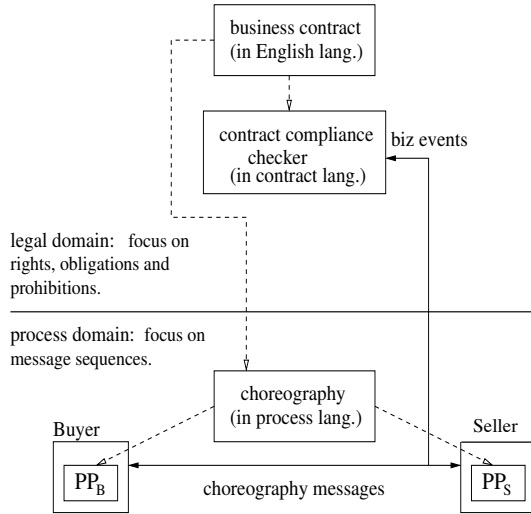 business contract
(in English lang.)
contract compliance
checker
(in contract lang.)
biz events
legal domain: focus on
rights, obligations and
prohibitions.
process domain: focus on
message sequences.
choreography
(in process lang.)
Buyer
Seller
PP_B
PP_S
choreography messages